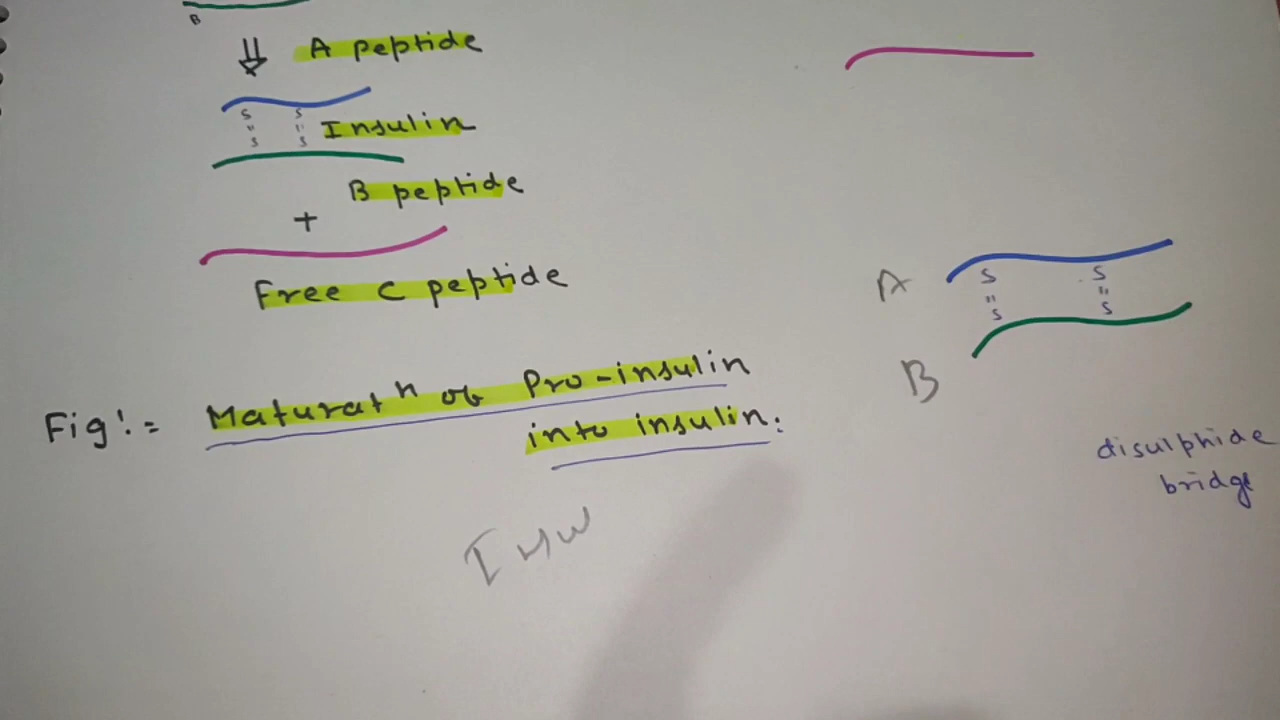 B
A peptide
S S
" "
S S
Insulin
B peptide
+
Free C peptide
A
S S
" "
S S
B
Fig!:= Maturatⁿ of Pro-insulin
into insulin:
disulphide
bridge